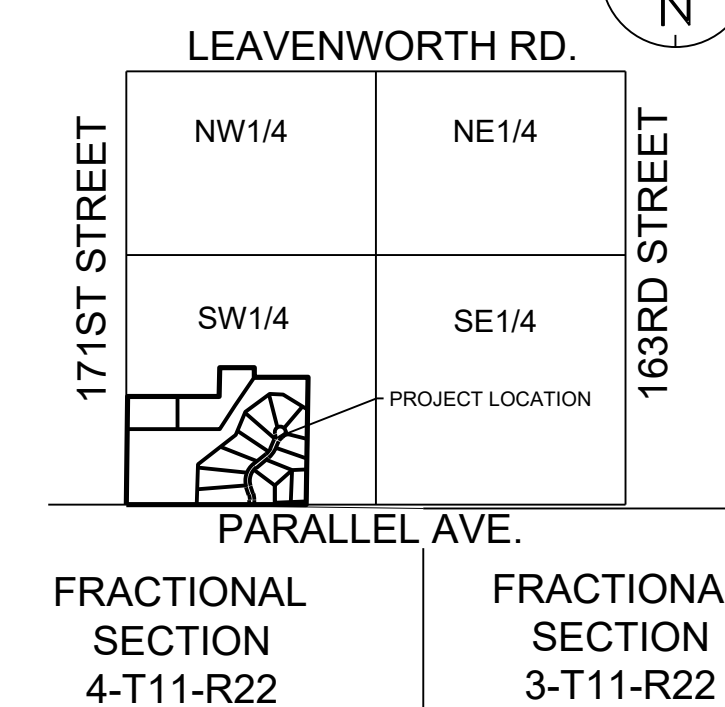 N
LEAVENWORTH RD.
NW1/4
NE1/4
171ST STREET
163RD STREET
SW1/4
SE1/4
PROJECT LOCATION
PARALLEL AVE.
FRACTIONAL
SECTION
4-T11-R22
FRACTIONA
SECTION
3-T11-R22